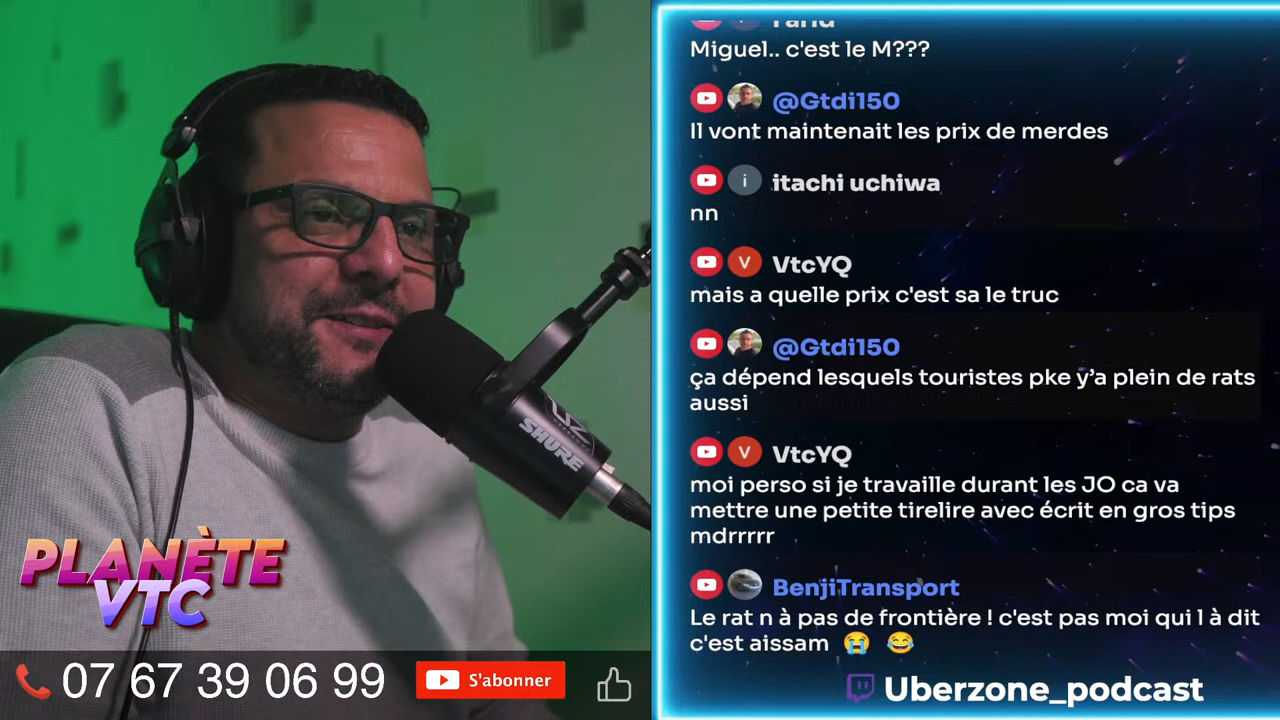 Miguel.. c'est le M???
@Gtdi150
Il vont maintenait les prix de merdes
i
itachi uchiwa
nn
V
VtcYQ
mais a quelle prix c'est sa le truc
@Gtdi150
ça dépend lesquels touristes pke y'a plein de rats
aussi
V
VtcYQ
moi perso si je travaille durant les JO ca va
mettre une petite tirelire avec écrit en gros tips
mdrrrrr
BenjiTransport
Le rat n à pas de frontière ! c'est pas moi qui l à dit
c'est aissam 😭 😂
Uberzone_podcast
SHURE
PLANÈTE
VTC
07 67 39 06 99
S'abonner